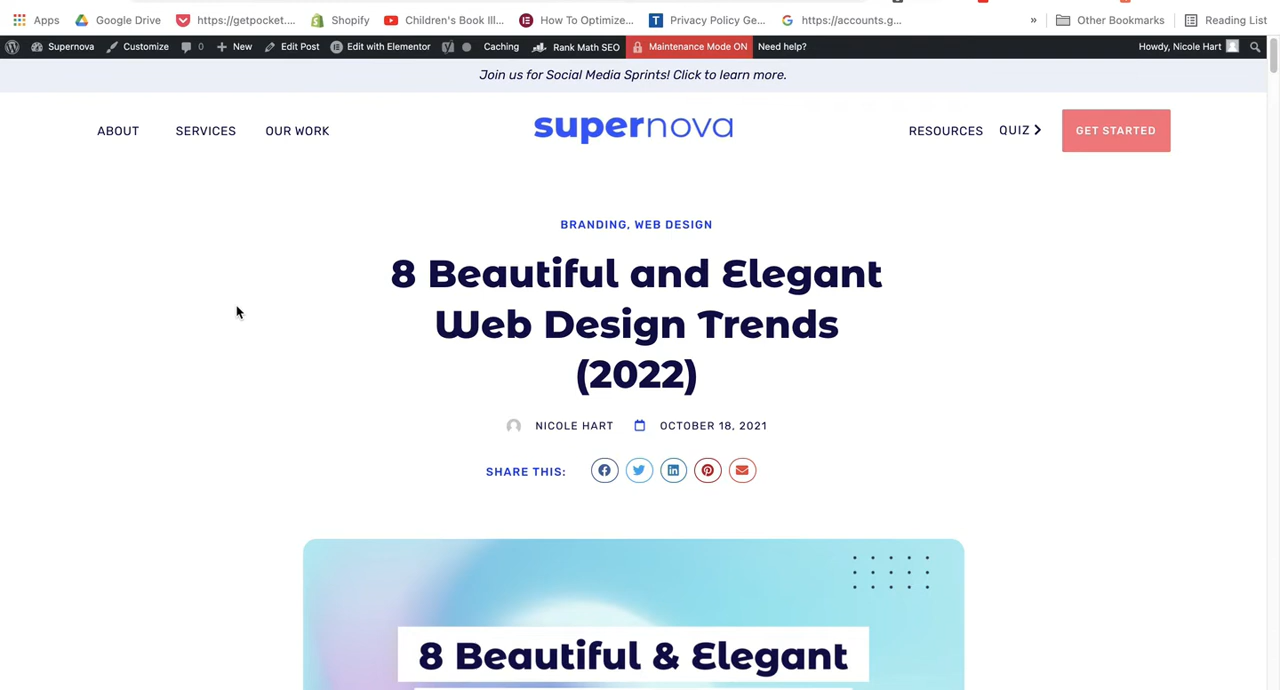 Apps Google Drive https://getpocket.... Shopify Children's Book Ill... How To Optimize... Privacy Policy Ge... https://accounts.g... » Other Bookmarks Reading List
Supernova Customize 0 New Edit Post Edit with Elementor Caching Rank Math SEO Maintenance Mode ON Need help? Howdy, Nicole Hart
Join us for Social Media Sprints! Click to learn more.
ABOUT SERVICES OUR WORK supernova RESOURCES QUIZ GET STARTED
BRANDING, WEB DESIGN
8 Beautiful and Elegant
Web Design Trends
(2022)
NICOLE HART OCTOBER 18, 2021
SHARE THIS:
8 Beautiful & Elegant